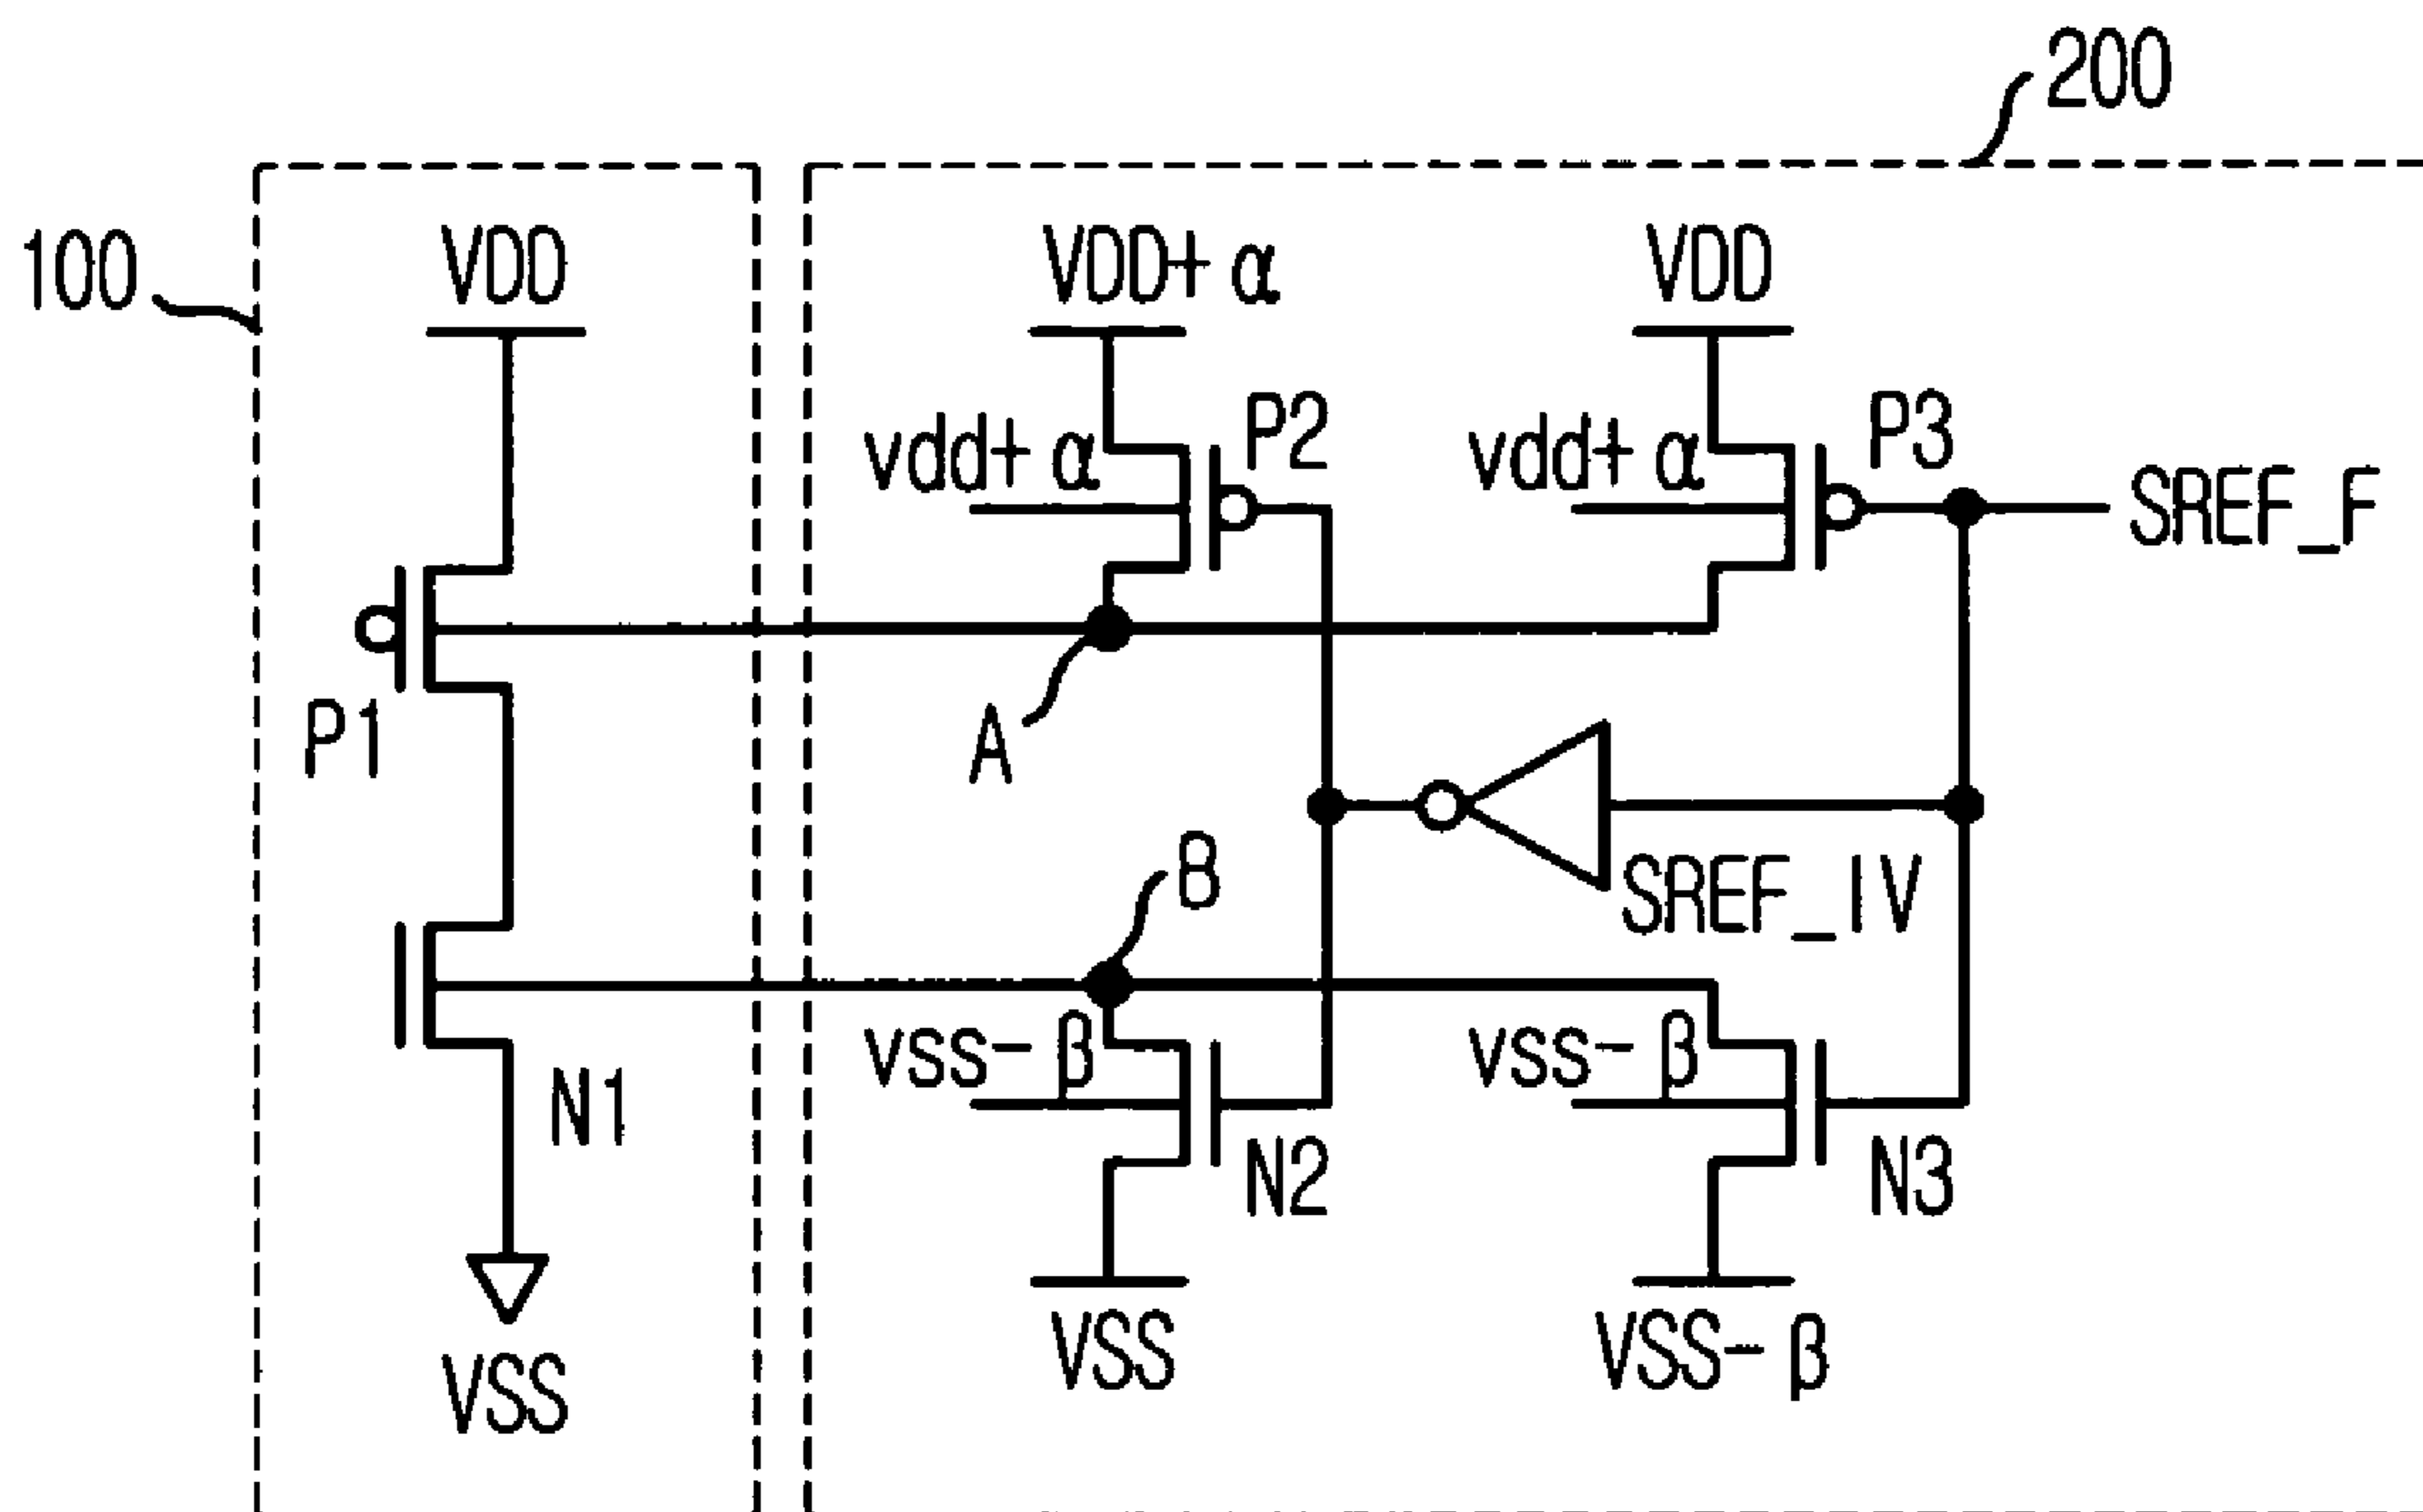 200
100
VDD
VDD+α
VDD
P2
P3
vdd+α
vdd+α
SREF_F
P1
A
B
SREF_IV
vss-β
vss-β
N1
N2
N3
VSS
VSS-β
VSS